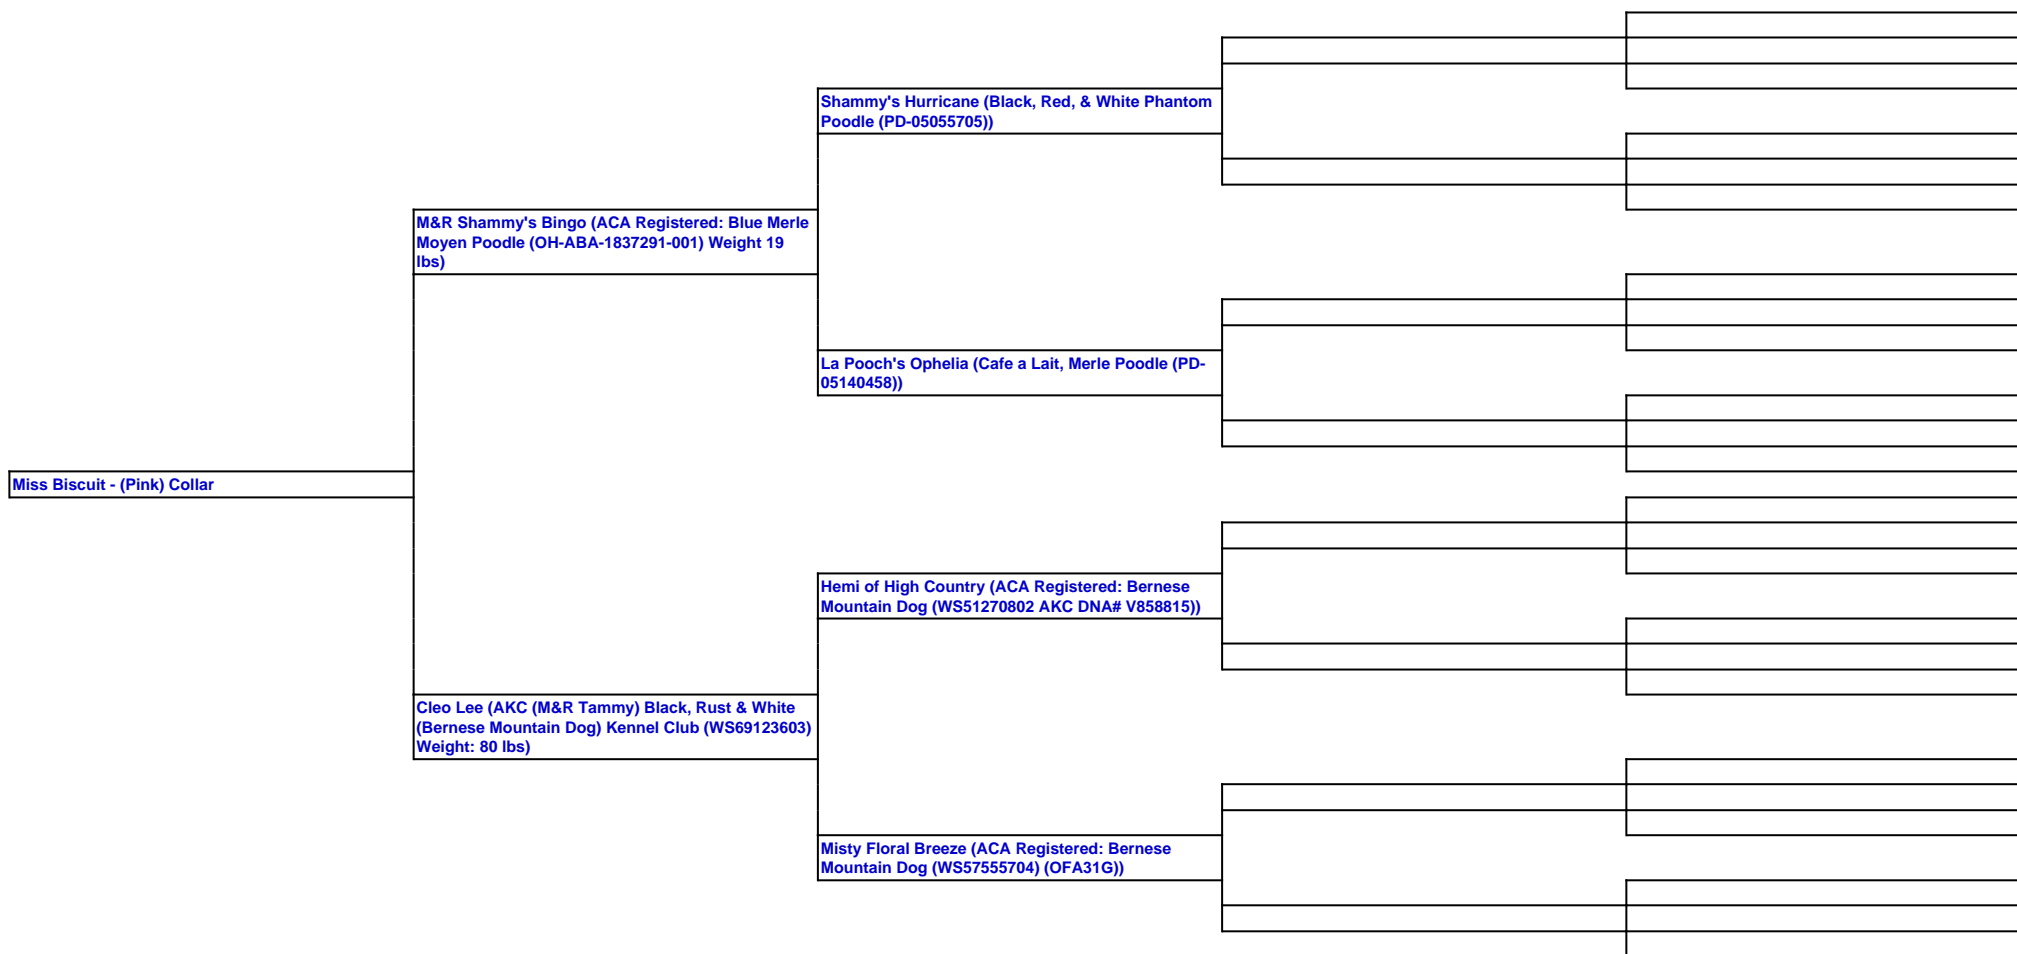 Shammy's Hurricane (Black, Red, & White Phantom
Poodle (PD-05055705))
M&R Shammy's Bingo (ACA Registered: Blue Merle
Moyen Poodle (OH-ABA-1837291-001) Weight 19
lbs)
La Pooch's Ophelia (Cafe a Lait, Merle Poodle (PD-
05140458))
Miss Biscuit - (Pink) Collar
Hemi of High Country (ACA Registered: Bernese
Mountain Dog (WS51270802 AKC DNA# V858815))
Cleo Lee (AKC (M&R Tammy) Black, Rust & White
(Bernese Mountain Dog) Kennel Club (WS69123603)
Weight: 80 lbs)
Misty Floral Breeze (ACA Registered: Bernese
Mountain Dog (WS57555704) (OFA31G))